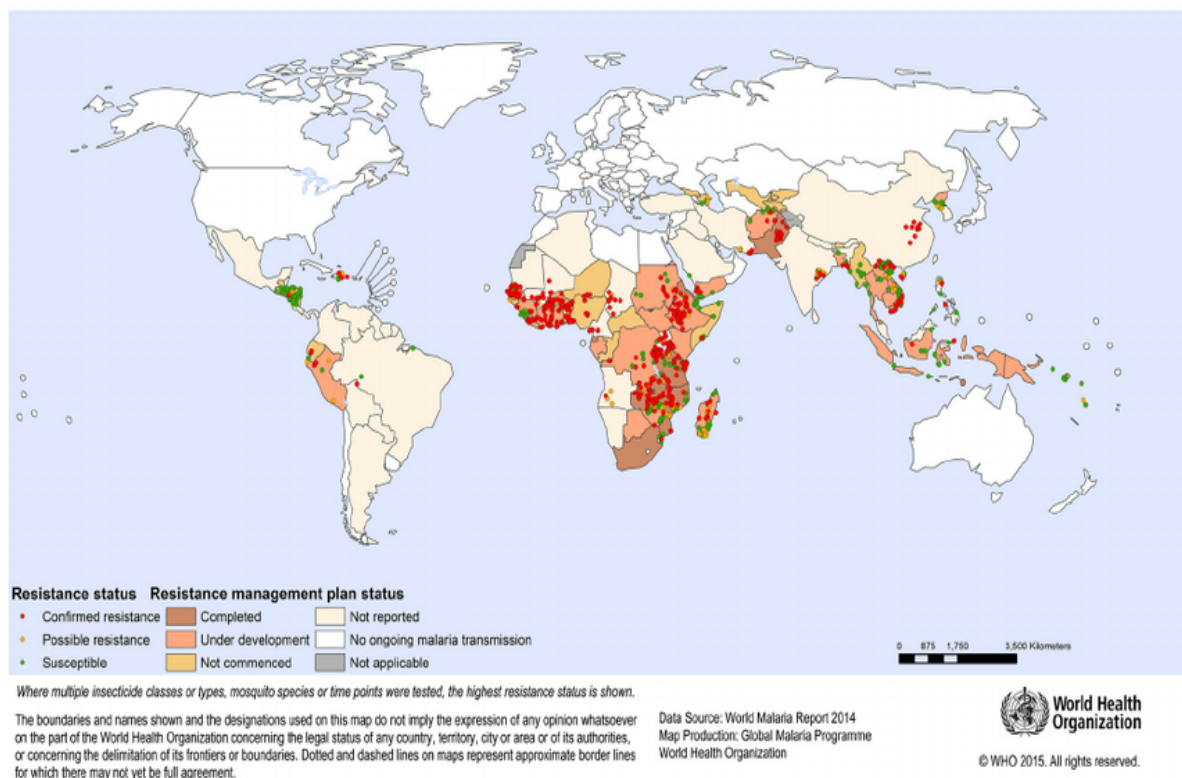 Resistance status Resistance management plan status
Confirmed resistance Completed Not reported
Possible resistance Under development No ongoing malaria transmission
Susceptible Not commenced Not applicable
0 875 1,750 3,500 Kilometers
Where multiple insecticide classes or types, mosquito species or time points were tested, the highest resistance status is shown.
The boundaries and names shown and the designations used on this map do not imply the expression of any opinion whatsoever
on the part of the World Health Organization concerning the legal status of any country, territory, city or area or of its authorities,
or concerning the delimitation of its frontiers or boundaries. Dotted and dashed lines on maps represent approximate border lines
for which there may not yet be full agreement.
Data Source: World Malaria Report 2014
Map Production: Global Malaria Programme
World Health Organization
World Health
Organization
© WHO 2015. All rights reserved.